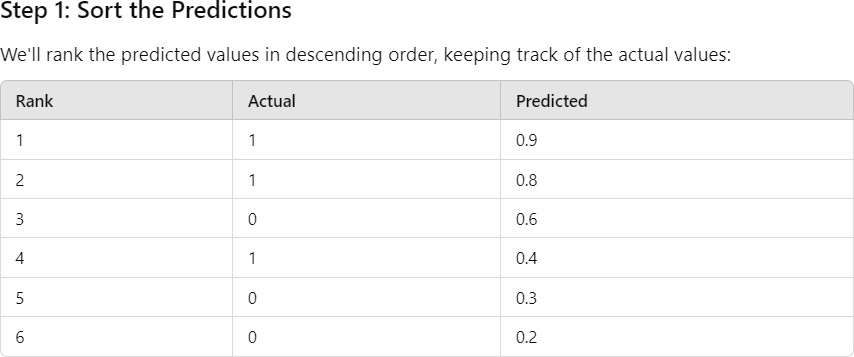 Step 1: Sort the Predictions
We'll rank the predicted values in descending order, keeping track of the actual values:
Rank Actual Predicted
1 1 0.9
2 1 0.8
3 0 0.6
4 1 0.4
5 0 0.3
6 0 0.2